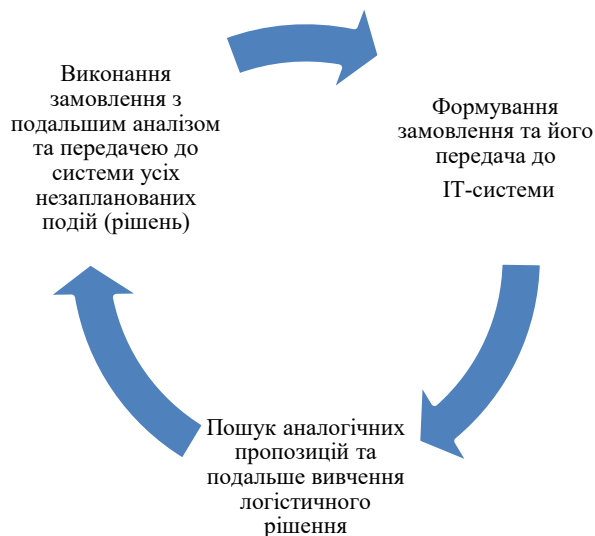 Виконання
замовлення з
подальшим аналізом
та передачею до
системи усіх
незапланованих
подій (рішень)
Формування
замовлення та його
передача до
ІТ-системи
Пошук аналогічних
пропозицій та
подальше вивчення
логістичного
рішення